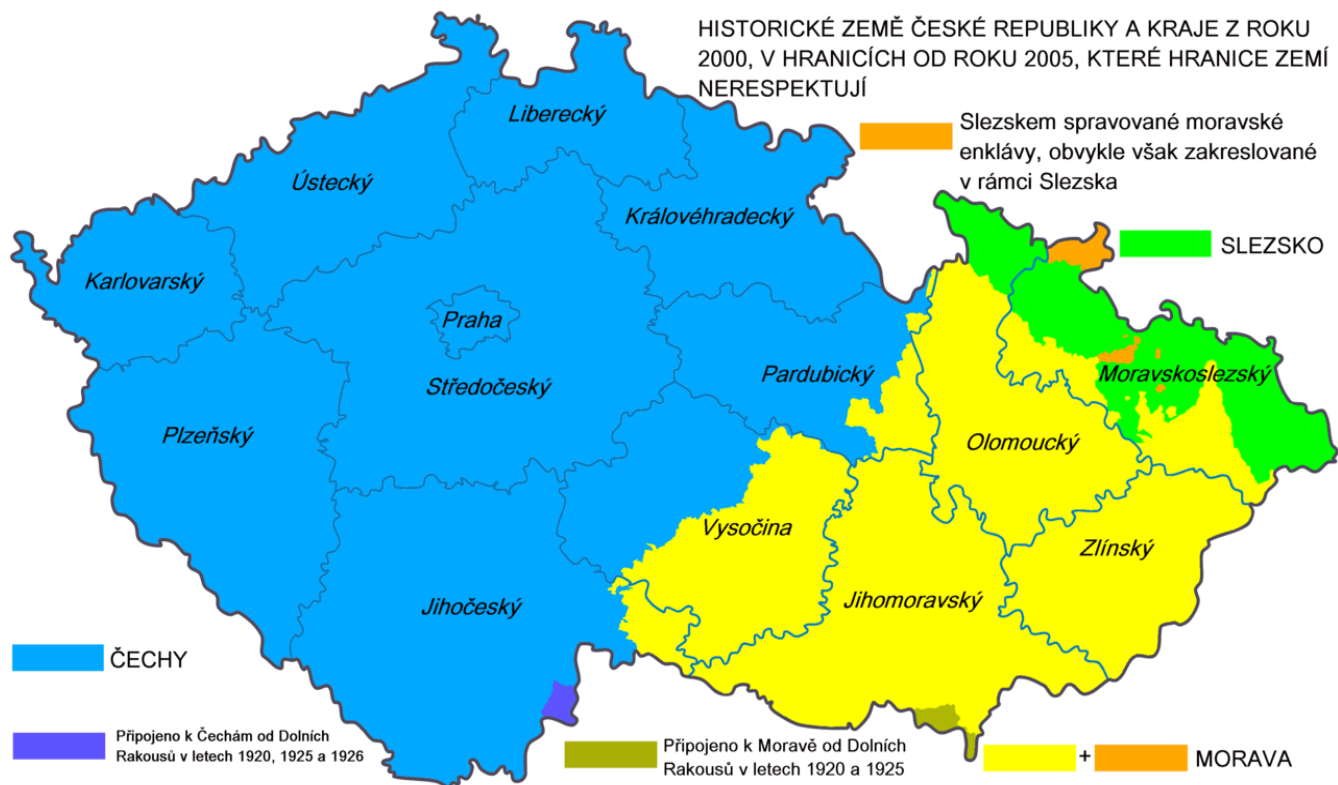 HISTORICKÉ ZEMĚ ČESKÉ REPUBLIKY A KRAJE Z ROKU
2000, V HRANICÍCH OD ROKU 2005, KTERÉ HRANICE ZEMÍ
NERESPEKTUJÍ
Slezskem spravované moravské
enklávy, obvykle však zakreslované
v rámci Slezska
SLEZSKO
Liberecký
Ústecký
Královéhradecký
Karlovarský
Praha
Pardubický
Moravskoslezský
Středočeský
Plzeňský
Olomoucký
Vysočina
Zlínský
Jihočeský
Jihomoravský
ČECHY
Připojeno k Čechám od Dolních
Rakousů v letech 1920, 1925 a 1926
Připojeno k Moravě od Dolních
Rakousů v letech 1920 a 1925
+
MORAVA